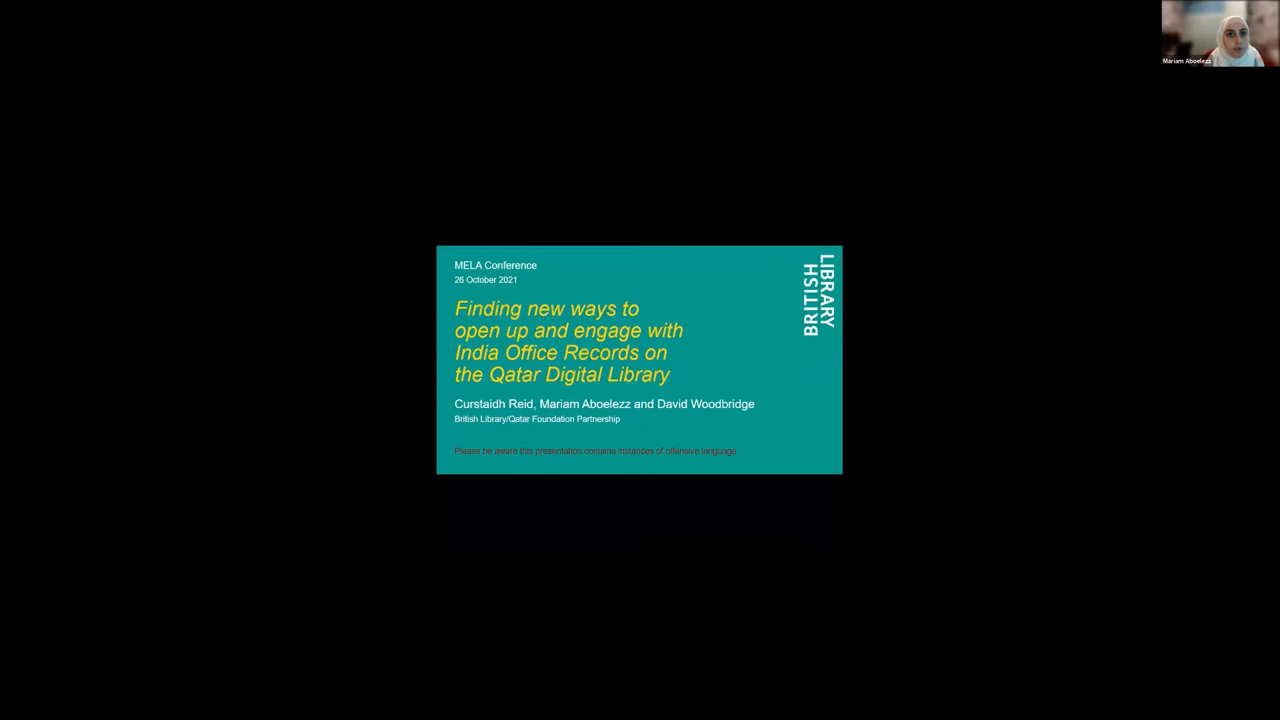 Mariam Aboelezz
MELA Conference
26 October 2021
LIBRARY
BRITISH
Finding new ways to
open up and engage with
India Office Records on
the Qatar Digital Library
Curstaidh Reid, Mariam Aboelezz and David Woodbridge
British Library/Qatar Foundation Partnership
Please be aware this presentation contains instances of offensive language